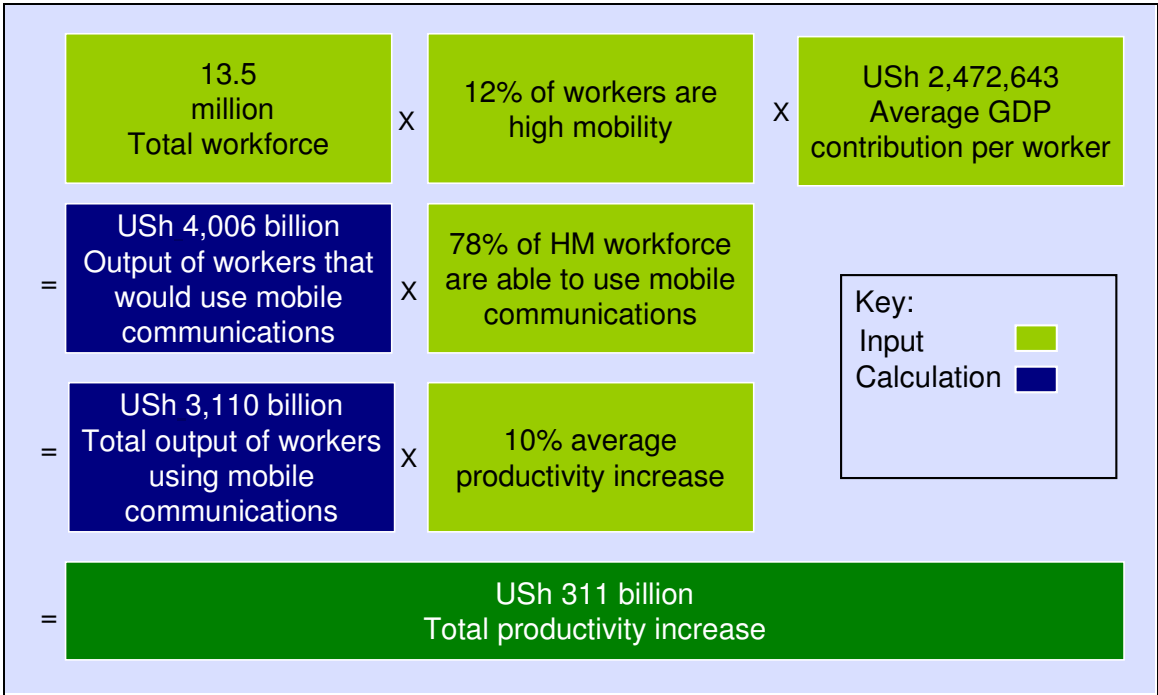 13.5
million
Total workforce
X
12% of workers are
high mobility
X
USh 2,472,643
Average GDP
contribution per worker
=
USh 4,006 billion
Output of workers that
would use mobile
communications
X
78% of HM workforce
are able to use mobile
communications
Key:
Input
Calculation
=
USh 3,110 billion
Total output of workers
using mobile
communications
X
10% average
productivity increase
=
USh 311 billion
Total productivity increase